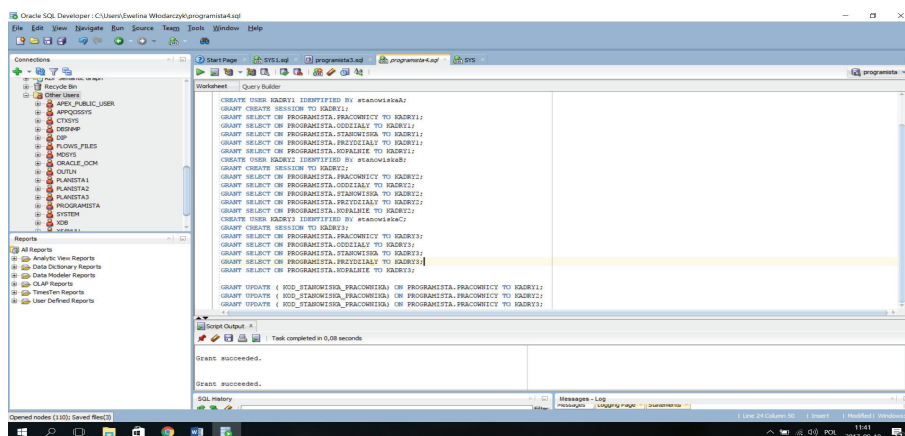 Oracle SQL Developer : C:\Users\Ewelina Włodarczyk\programista4.sql
File Edit View Navigate Run Source Team Tools Window Help
Connections
Start Page SYS1.sql programista3.sql programista4.sql SYS
programista
Worksheet Query Builder
Recycle Bin
Other Users
APEX_PUBLIC_USER
APPQOSSYS
CTXSYS
DBSNMP
DIP
FLOWS_FILES
MDSYS
ORACLE_OCM
OUTLN
PLANISTA1
PLANISTA2
PLANISTA3
PROGRAMISTA
SYSTEM
XDB
CREATE USER KADRY1 IDENTIFIED BY stanowiskaA;
GRANT CREATE SESSION TO KADRY1;
GRANT SELECT ON PROGRAMISTA.PRACOWNICY TO KADRY1;
GRANT SELECT ON PROGRAMISTA.ODDZIAŁY TO KADRY1;
GRANT SELECT ON PROGRAMISTA.STANOWISKA TO KADRY1;
GRANT SELECT ON PROGRAMISTA.PRZYDZIAŁY TO KADRY1;
GRANT SELECT ON PROGRAMISTA.KOPALNIE TO KADRY1;
CREATE USER KADRY2 IDENTIFIED BY stanowiskaB;
GRANT CREATE SESSION TO KADRY2;
GRANT SELECT ON PROGRAMISTA.PRACOWNICY TO KADRY2;
GRANT SELECT ON PROGRAMISTA.ODDZIAŁY TO KADRY2;
GRANT SELECT ON PROGRAMISTA.STANOWISKA TO KADRY2;
GRANT SELECT ON PROGRAMISTA.PRZYDZIAŁY TO KADRY2;
GRANT SELECT ON PROGRAMISTA.KOPALNIE TO KADRY2;
CREATE USER KADRY3 IDENTIFIED BY stanowiskaC;
GRANT CREATE SESSION TO KADRY3;
GRANT SELECT ON PROGRAMISTA.PRACOWNICY TO KADRY3;
GRANT SELECT ON PROGRAMISTA.ODDZIAŁY TO KADRY3;
GRANT SELECT ON PROGRAMISTA.STANOWISKA TO KADRY3;
GRANT SELECT ON PROGRAMISTA.PRZYDZIAŁY TO KADRY3;
GRANT SELECT ON PROGRAMISTA.KOPALNIE TO KADRY3;
GRANT UPDATE ( KOD_STANOWISKA_PRACOWNIKA) ON PROGRAMISTA.PRACOWNICY TO KADRY1;
GRANT UPDATE ( KOD_STANOWISKA_PRACOWNIKA) ON PROGRAMISTA.PRACOWNICY TO KADRY2;
GRANT UPDATE ( KOD_STANOWISKA_PRACOWNIKA) ON PROGRAMISTA.PRACOWNICY TO KADRY3;
Reports
All Reports
Analytic View Reports
Data Dictionary Reports
Data Modeler Reports
OLAP Reports
TimesTen Reports
User Defined Reports
Script Output
Task completed in 0,08 seconds
Grant succeeded.
Grant succeeded.
SQL History
Filter
Messages - Log
Messages Logging Page Statements
Opened nodes (110); Saved files(3)
Line 24 Column 50 Insert Modified Windows
POL
11:41